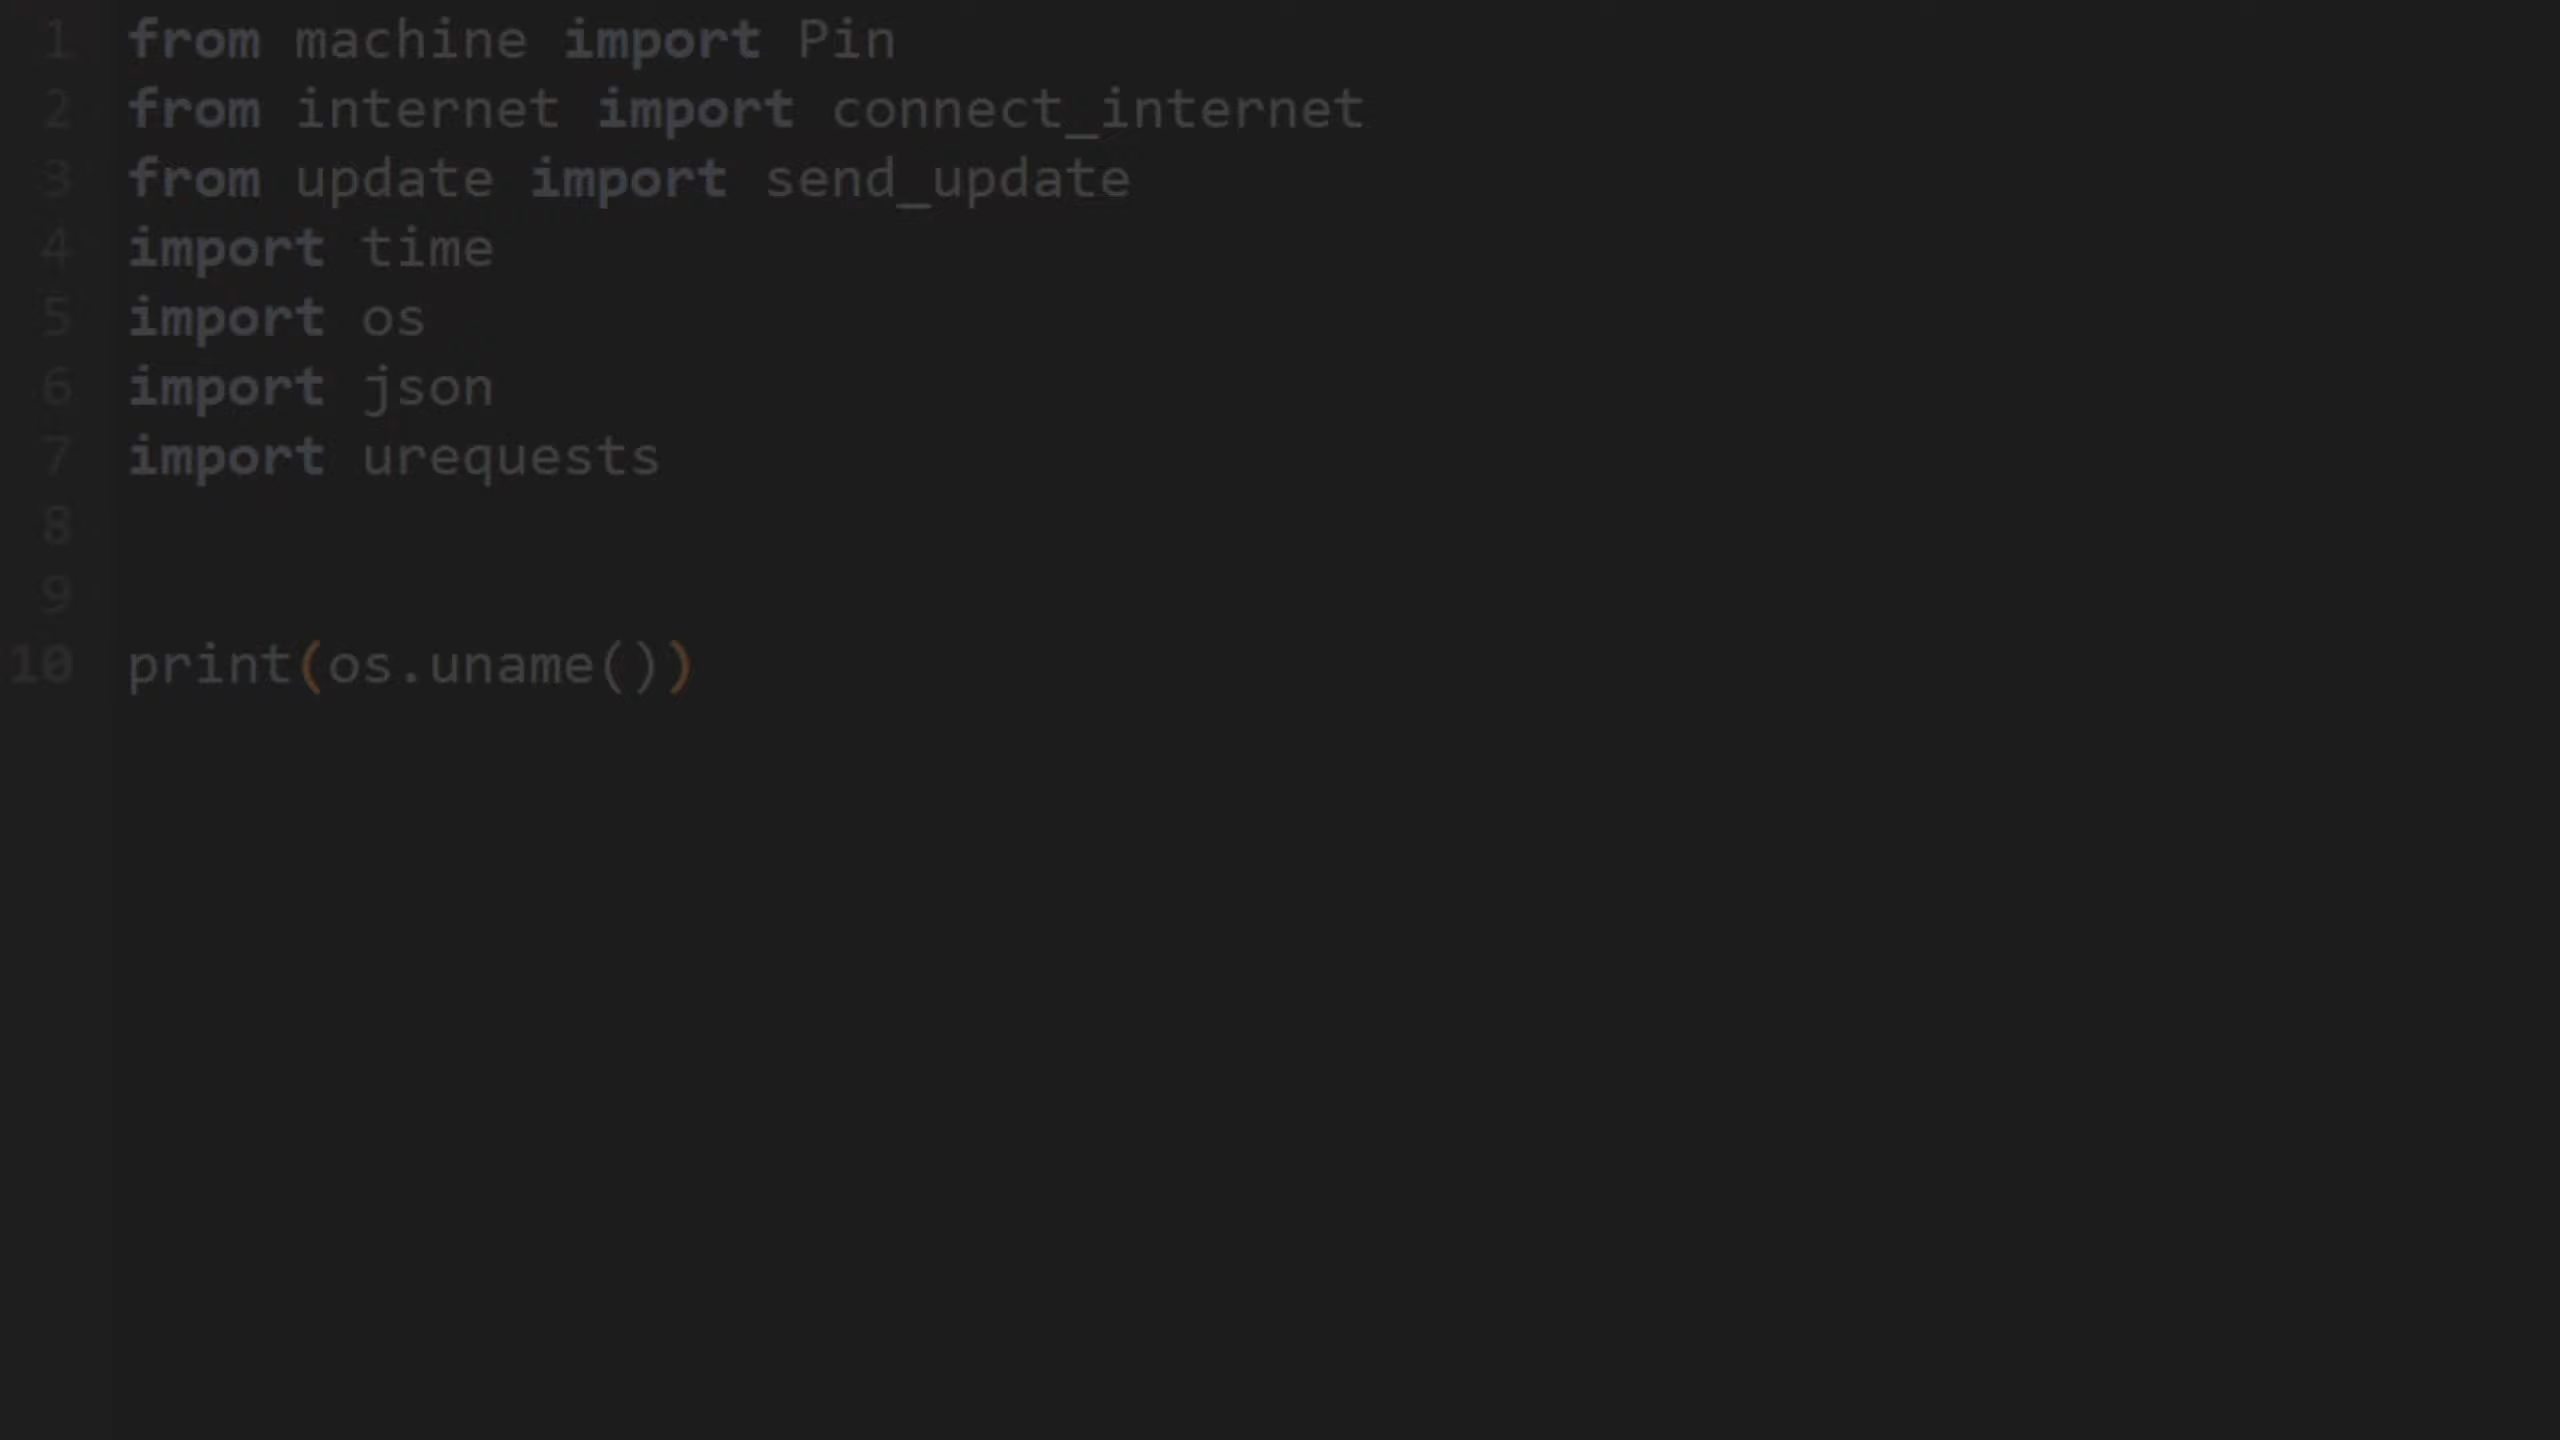 1 from machine import Pin
2 from internet import connect_internet
3 from update import send_update
4 import time
5 import os
6 import json
7 import urequests
8
9
10 print(os.uname())